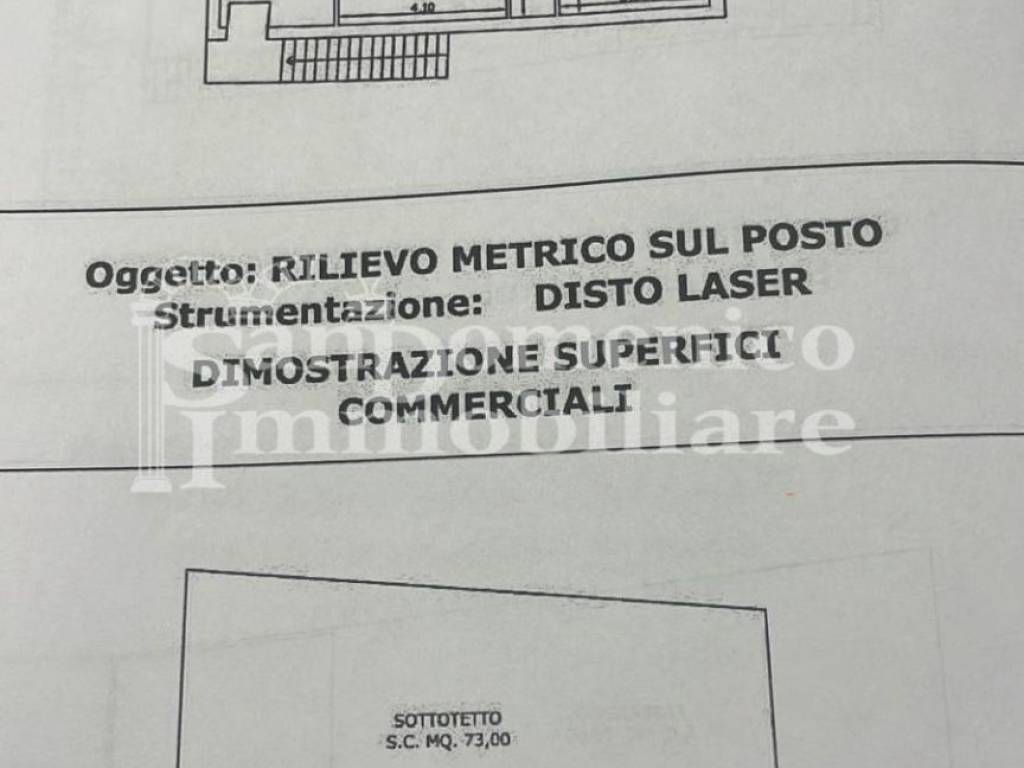 4.10
Oggetto: RILIEVO METRICO SUL POSTO
Strumentazione: DISTO LASER
DIMOSTRAZIONE SUPERFICI
COMMERCIALI
SanDomenico
Immobiliare
SOTTOTETTO
S.C. MQ. 73,00